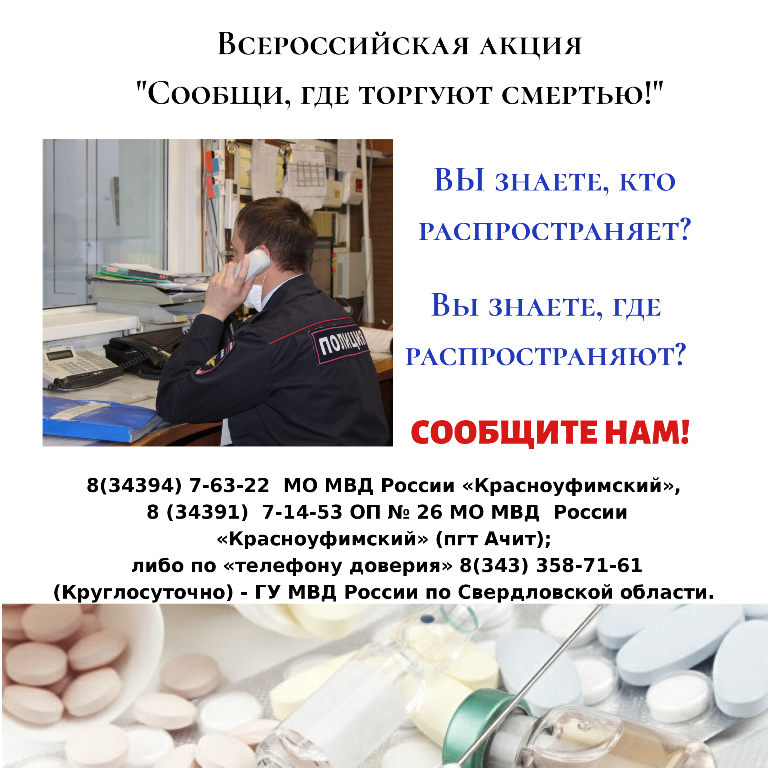 Всероссийская акция
"Сообщи, где торгуют смертью!"
ВЫ знаете, кто
распространяет?
Вы знаете, где
распространяют?
СООБЩИТЕ НАМ!
ПОЛИЦИЯ
8(34394) 7-63-22 МО МВД России «Красноуфимский»,
8 (34391) 7-14-53 ОП № 26 МО МВД России
«Красноуфимский» (пгт Ачит);
либо по «телефону доверия» 8(343) 358-71-61
(Круглосуточно) - ГУ МВД России по Свердловской области.